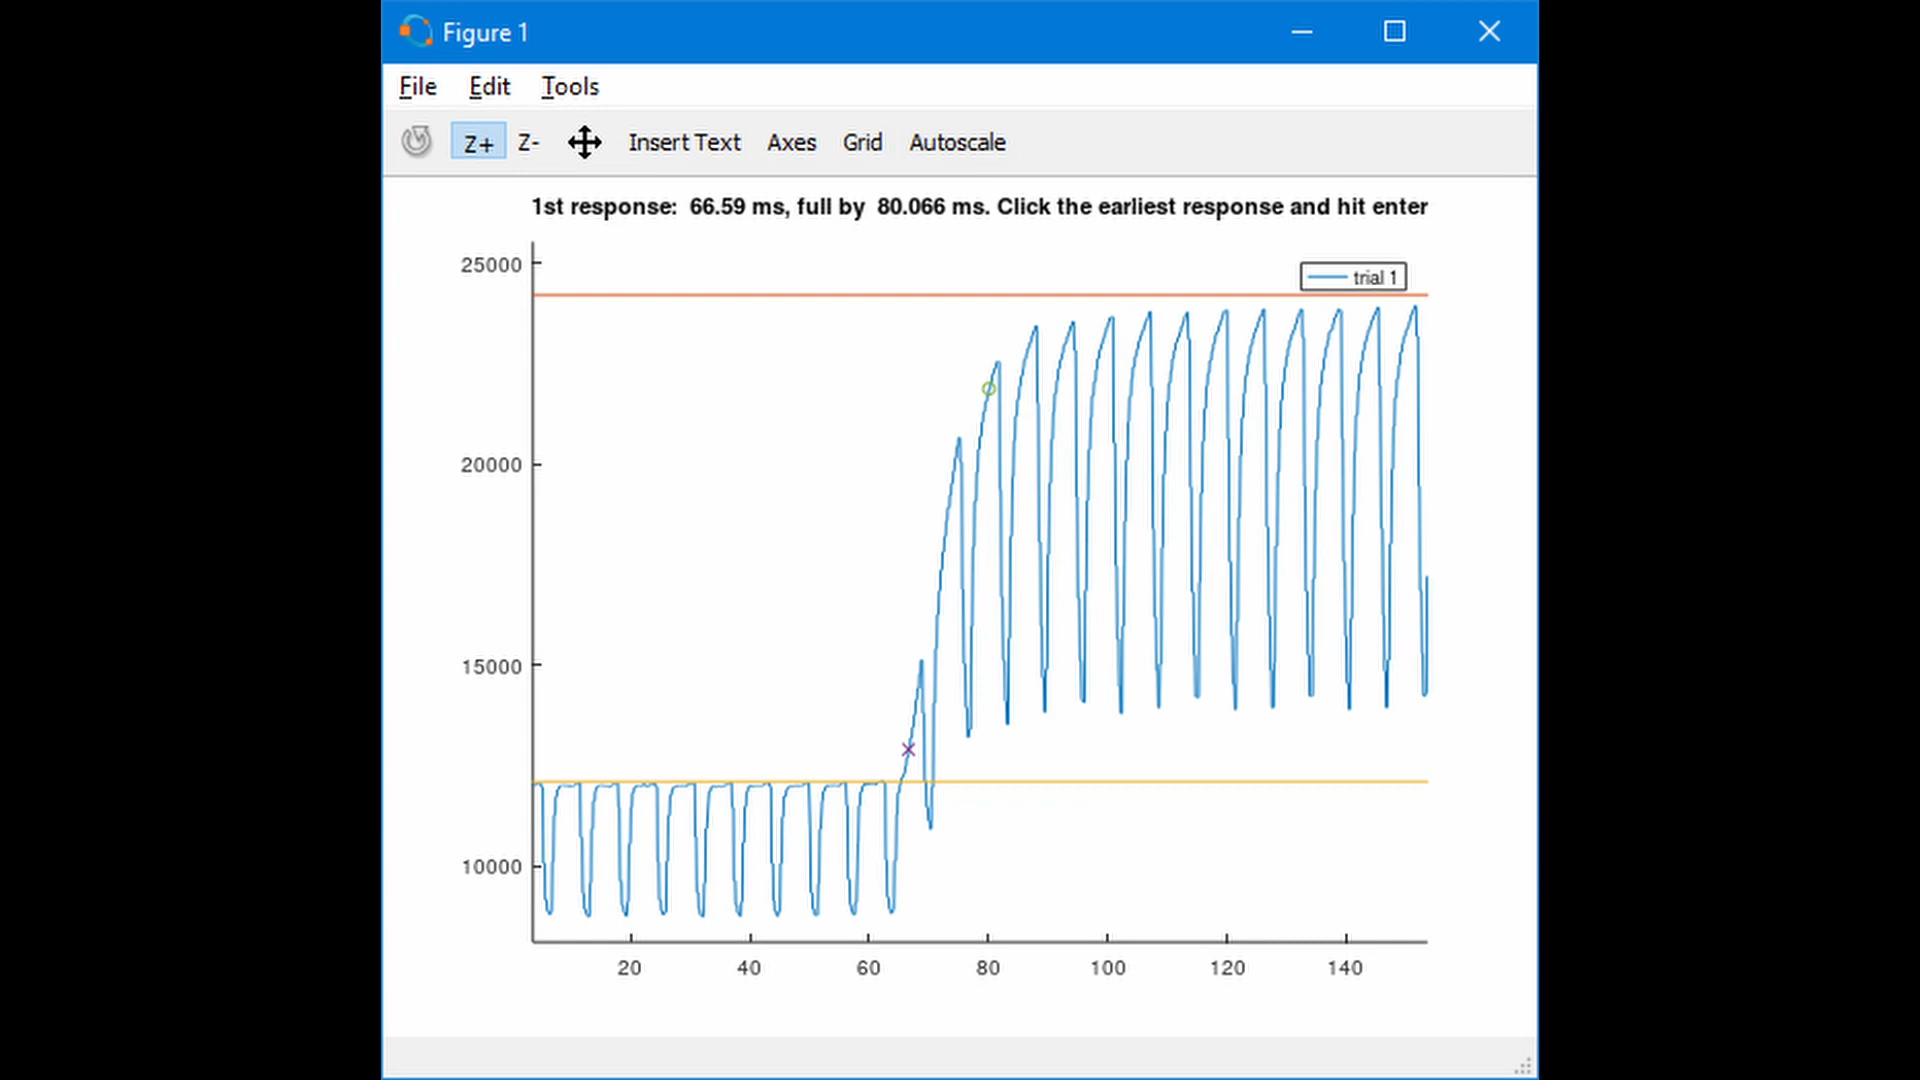 Figure 1
File Edit Tools
Z+ Z- Insert Text Axes Grid Autoscale
1st response:  66.59 ms, full by  80.066 ms. Click the earliest response and hit enter
25000
trial 1
20000
15000
10000
20 40 60 80 100 120 140